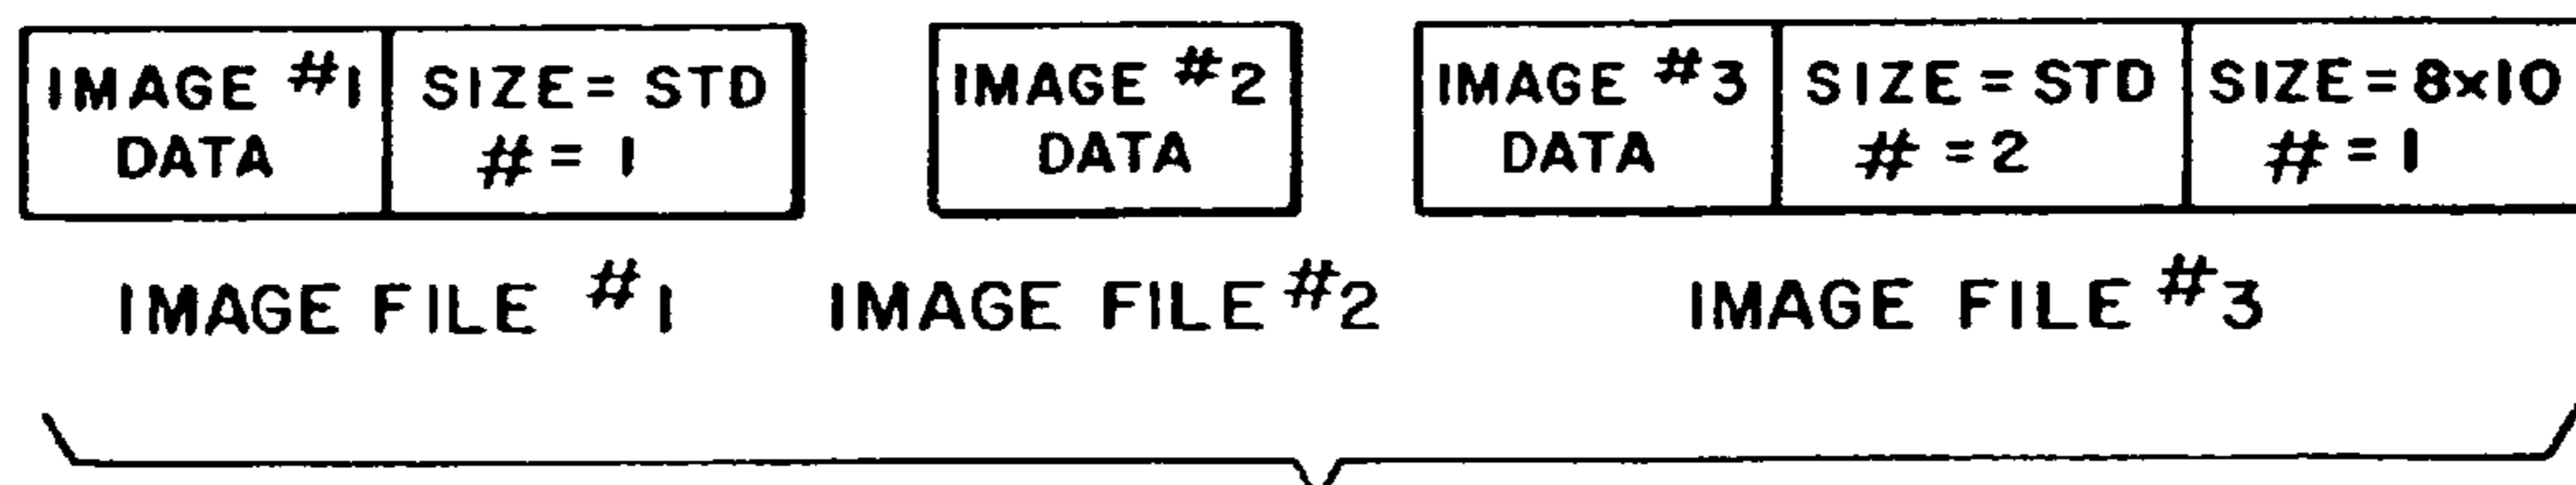 IMAGE #1 DATA
SIZE = STD # = 1
IMAGE #2 DATA
IMAGE #3 DATA
SIZE = STD # = 2
SIZE = 8x10 # = 1
IMAGE FILE #1
IMAGE FILE #2
IMAGE FILE #3